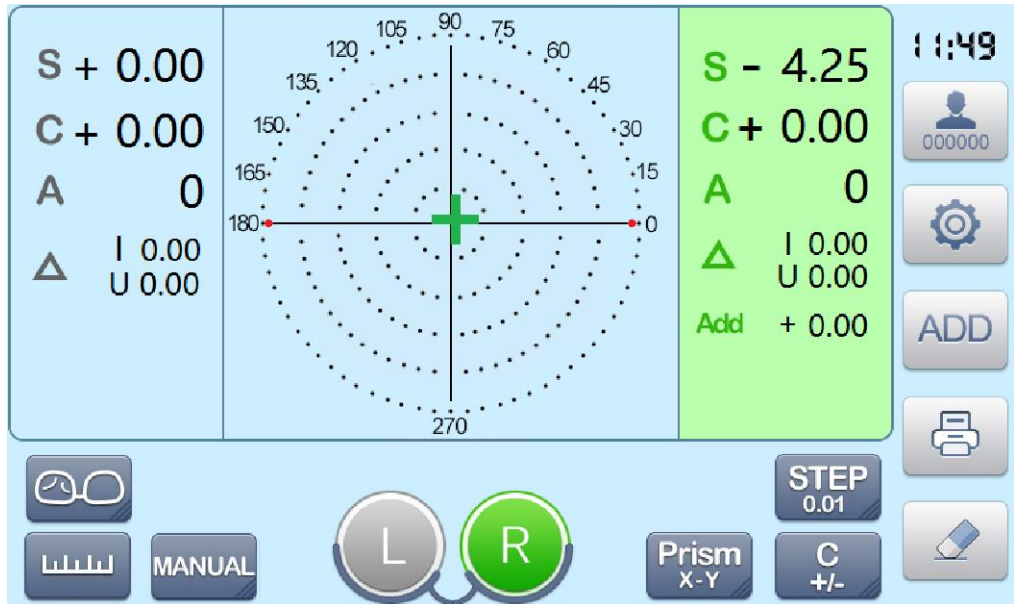 S + 0.00
C + 0.00
A 0
△ I 0.00
U 0.00
90
105 75
120 60
135 45
150 30
165 15
180 0
270
S - 4.25
C + 0.00
A 0
△ I 0.00
U 0.00
Add + 0.00
11:49
000000
ADD
MANUAL
L R
Prism
X-Y
STEP
0.01
C
+/-